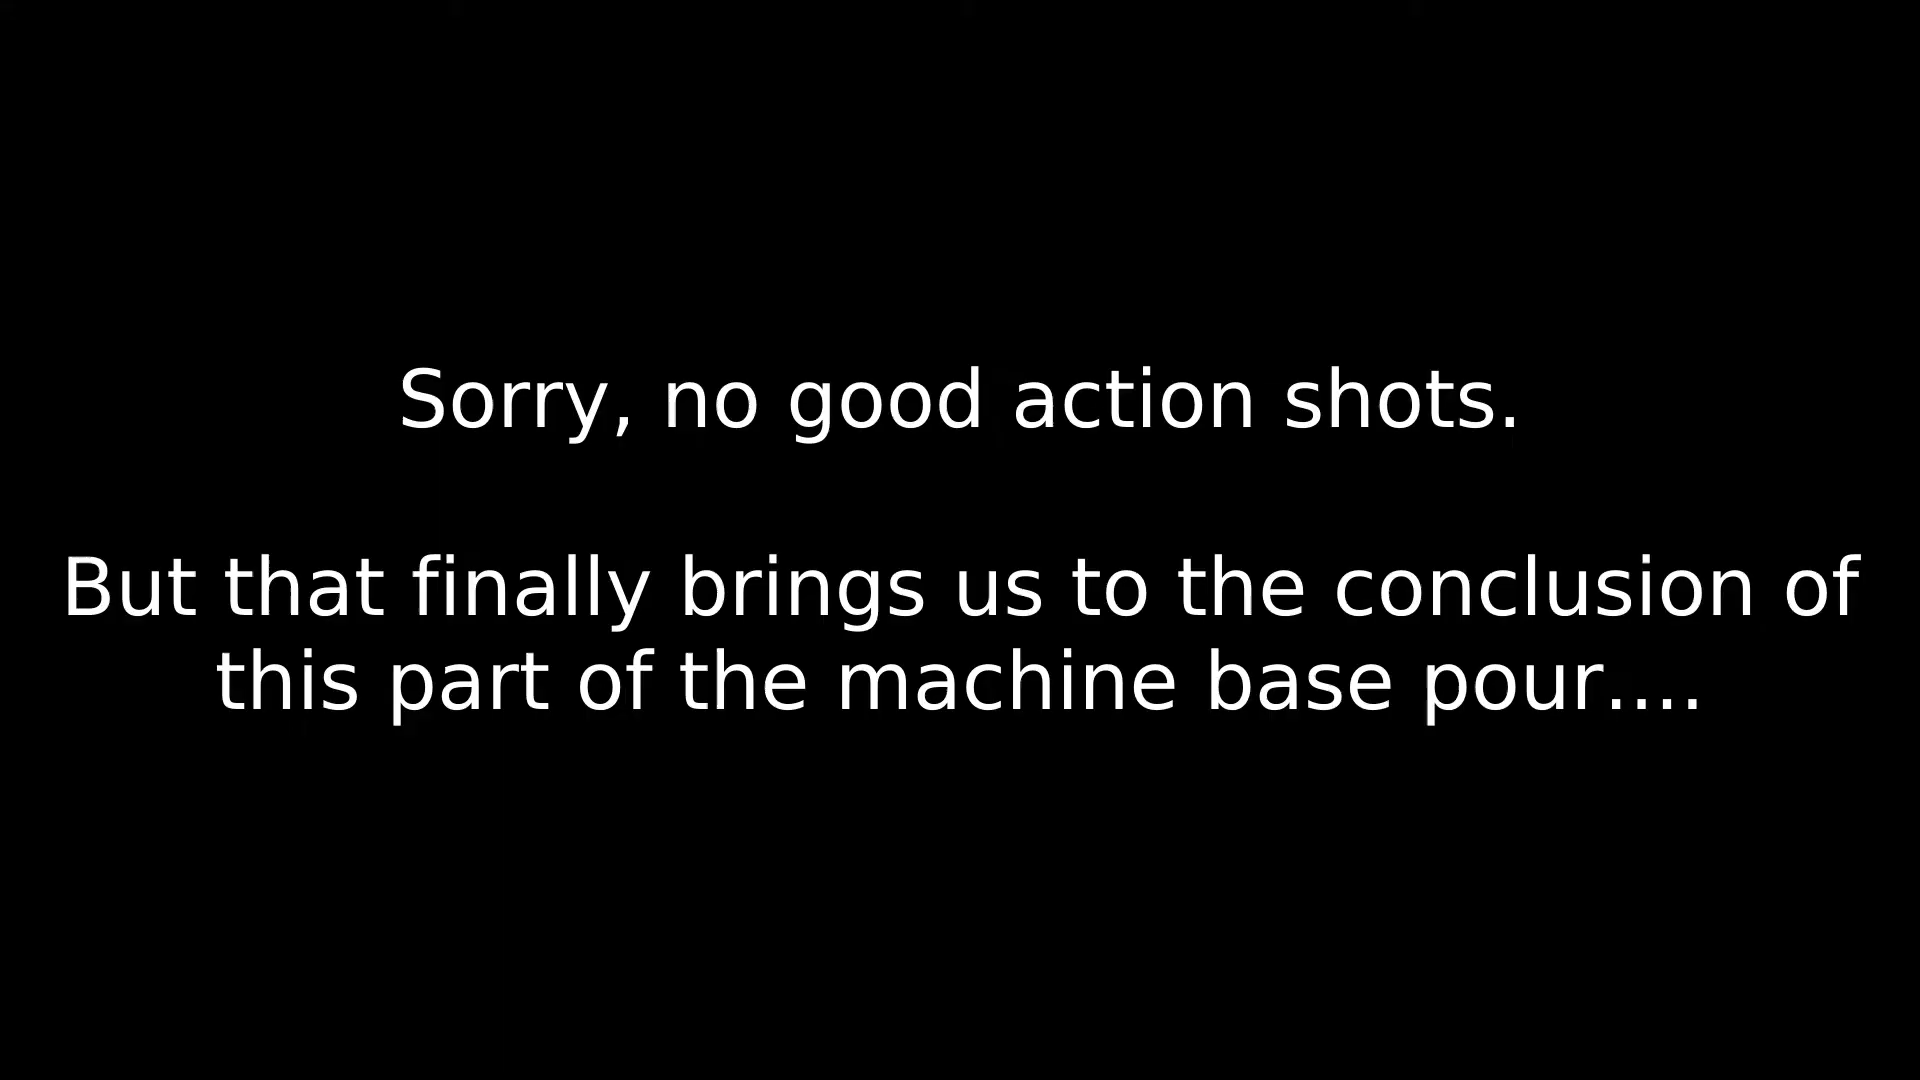 Sorry, no good action shots.
But that finally brings us to the conclusion of
this part of the machine base pour....